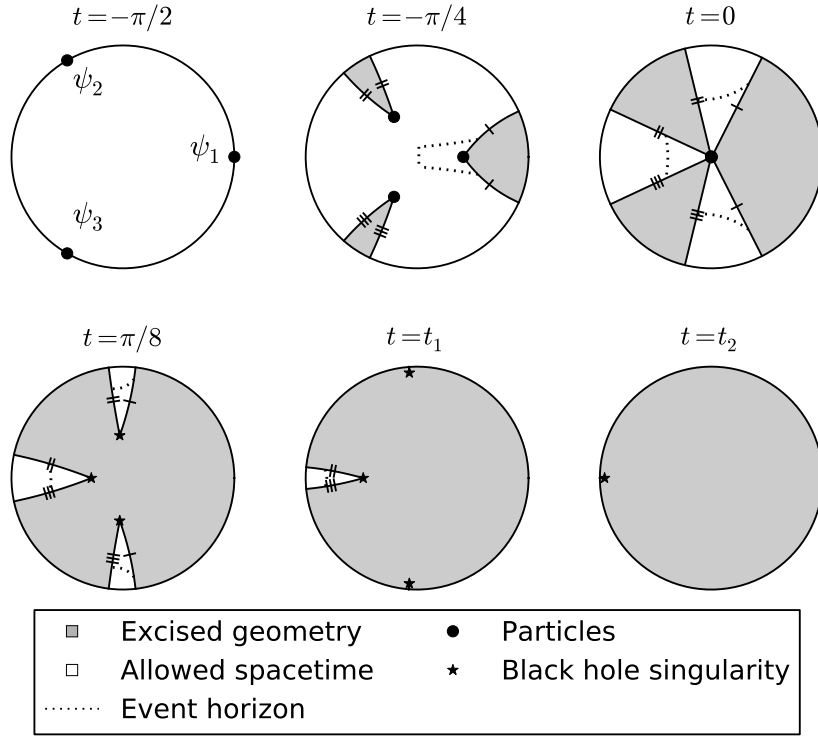 t=−π/2
t=−π/4
t=0
ψ₂
ψ₁
ψ₃
t=π/8
t=t₁
t=t₂
Excised geometry
Particles
Allowed spacetime
Black hole singularity
Event horizon